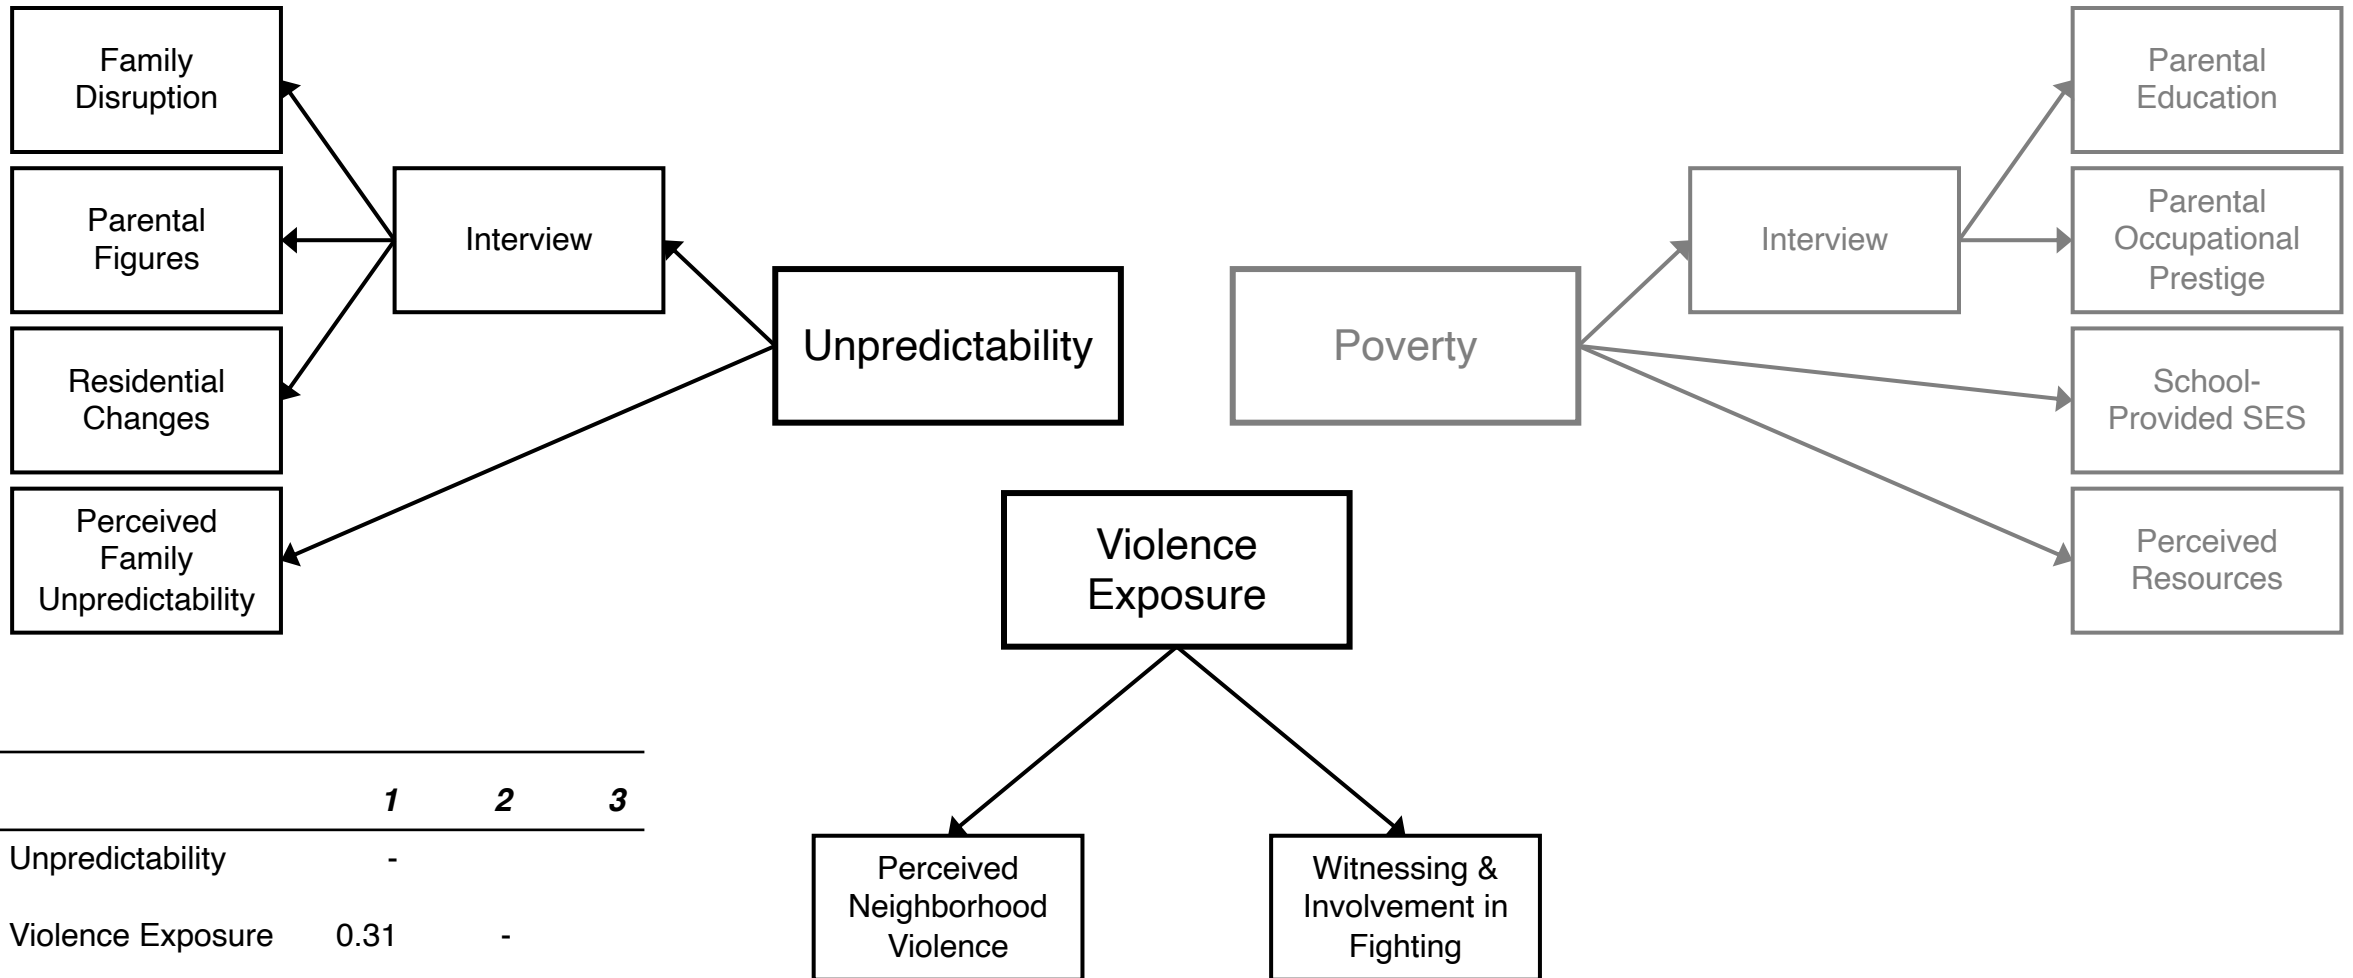 Family
Disruption
Parental
Figures
Residential
Changes
Perceived
Family
Unpredictability
Interview
Unpredictability
Poverty
Interview
Parental
Education
Parental
Occupational
Prestige
School-
Provided SES
Perceived
Resources
Violence
Exposure
Perceived
Neighborhood
Violence
Witnessing &
Involvement in
Fighting
1 2 3
Unpredictability -
Violence Exposure 0.31 -